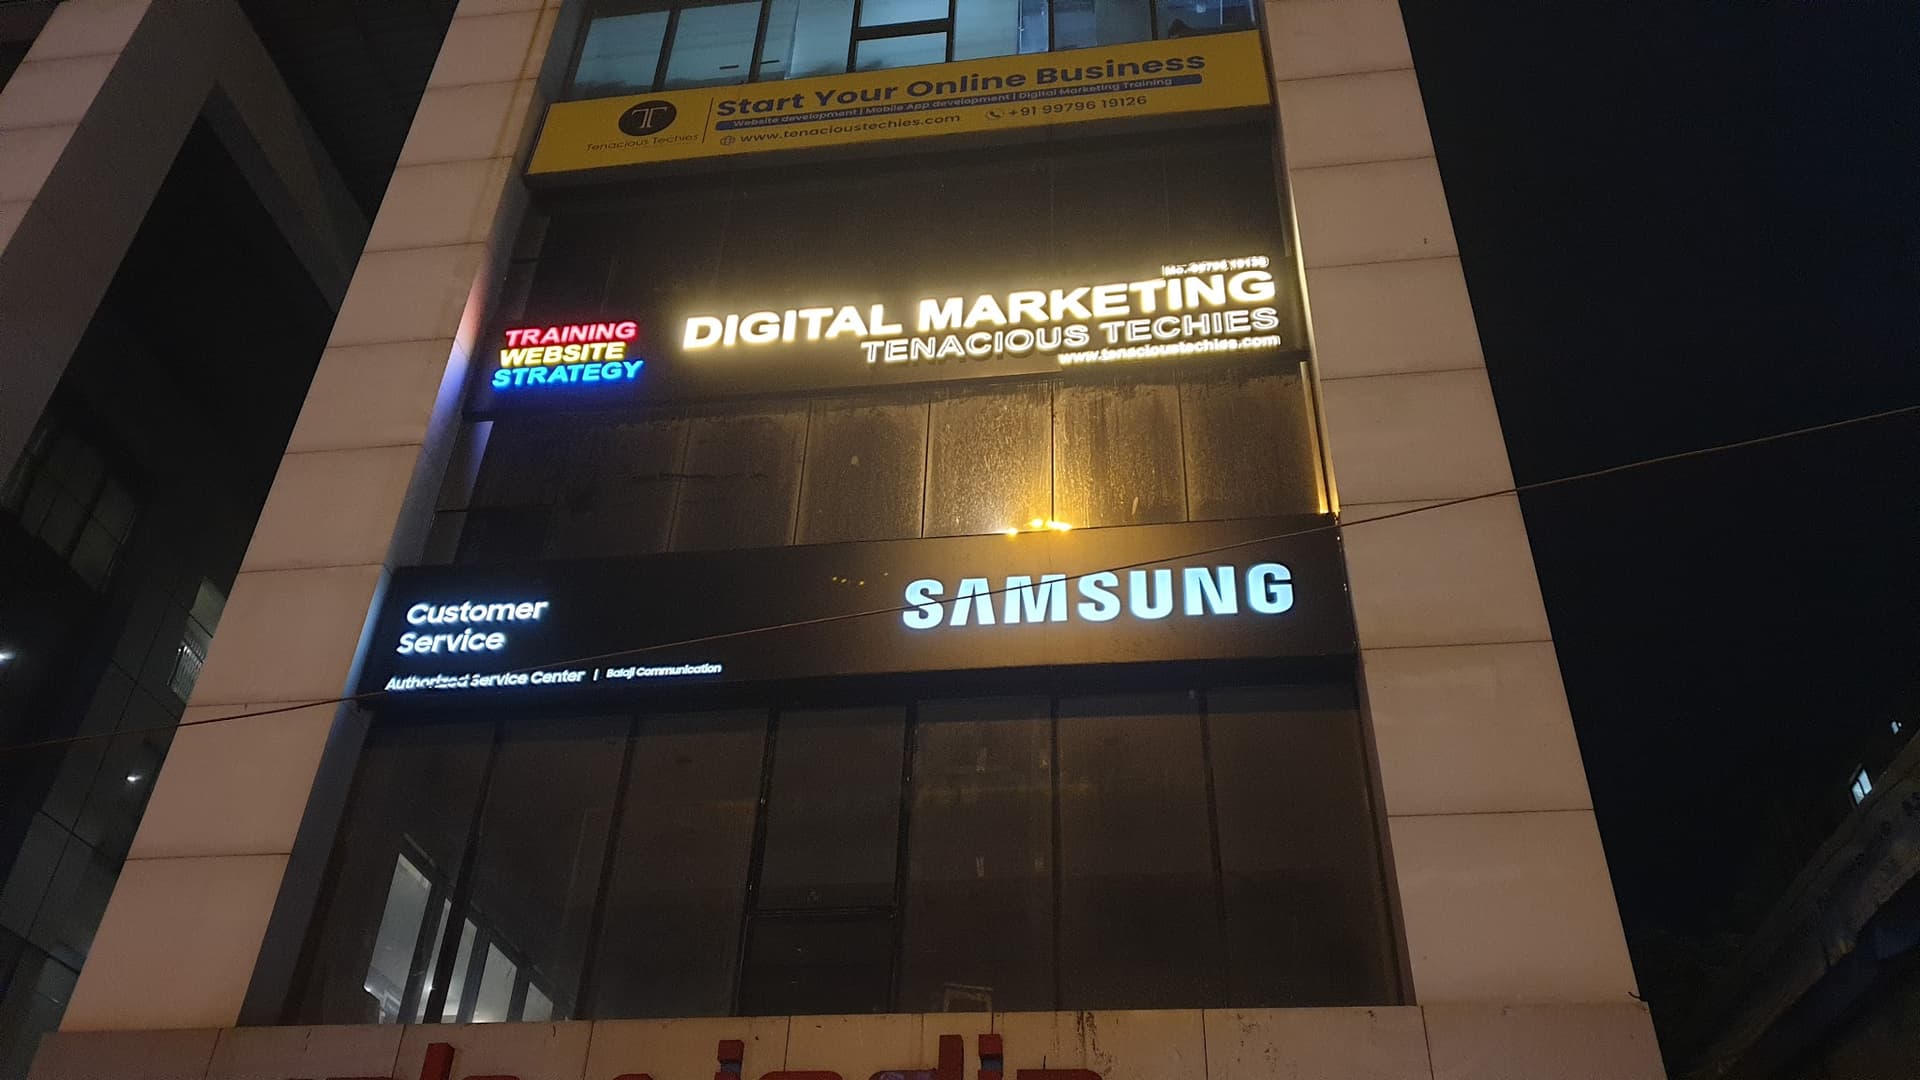 Start Your Online Business
Website development | Mobile App development | Digital Marketing Training
www.tenacioustechies.com
+91 99796 19126
TT
Tenacious Techies
TRAINING
WEBSITE
STRATEGY
DIGITAL MARKETING
TENACIOUS TECHIES
www.tenacioustechies.com
Customer
Service
Authorized Service Center | Balaji Communication
SAMSUNG